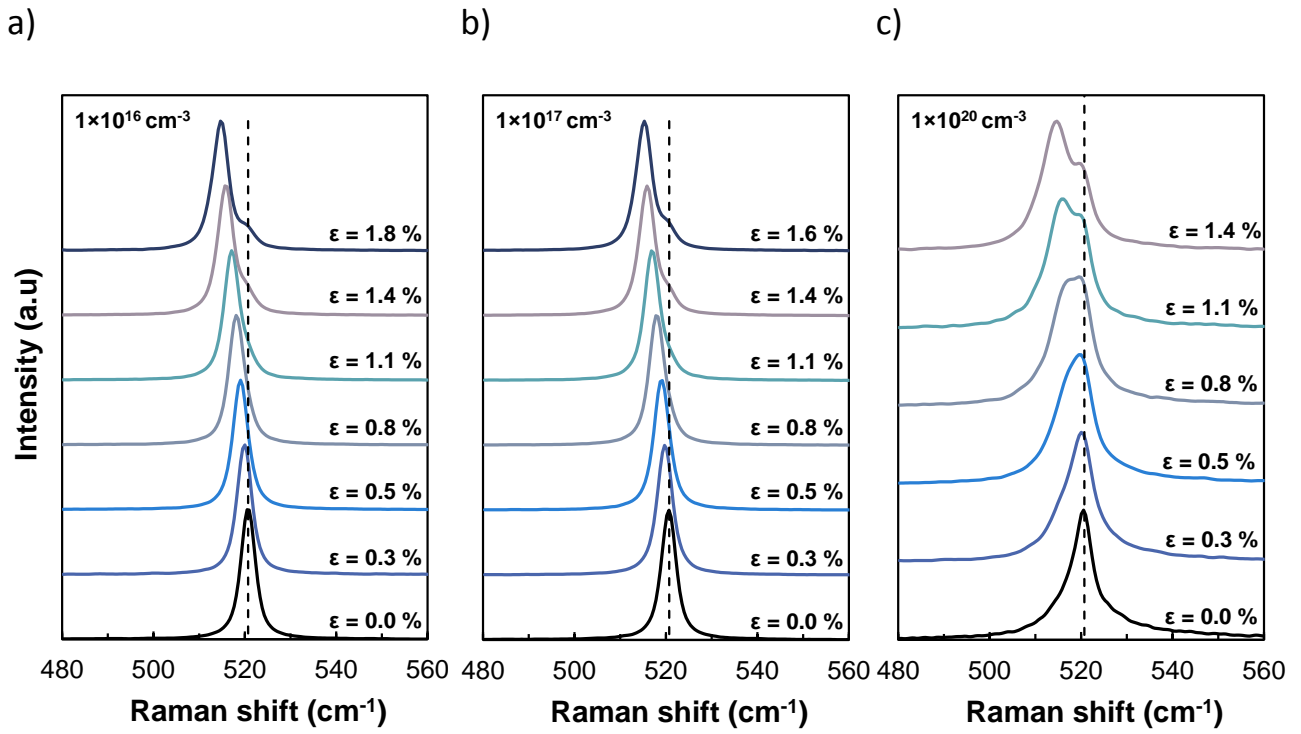 a)
b)
c)
Intensity (a.u)
1×10¹⁶ cm⁻³
ε = 1.8 %
ε = 1.4 %
ε = 1.1 %
ε = 0.8 %
ε = 0.5 %
ε = 0.3 %
ε = 0.0 %
480 500 520 540 560
Raman shift (cm⁻¹)
1×10¹⁷ cm⁻³
ε = 1.6 %
ε = 1.4 %
ε = 1.1 %
ε = 0.8 %
ε = 0.5 %
ε = 0.3 %
ε = 0.0 %
480 500 520 540 560
Raman shift (cm⁻¹)
1×10²⁰ cm⁻³
ε = 1.4 %
ε = 1.1 %
ε = 0.8 %
ε = 0.5 %
ε = 0.3 %
ε = 0.0 %
480 500 520 540 560
Raman shift (cm⁻¹)